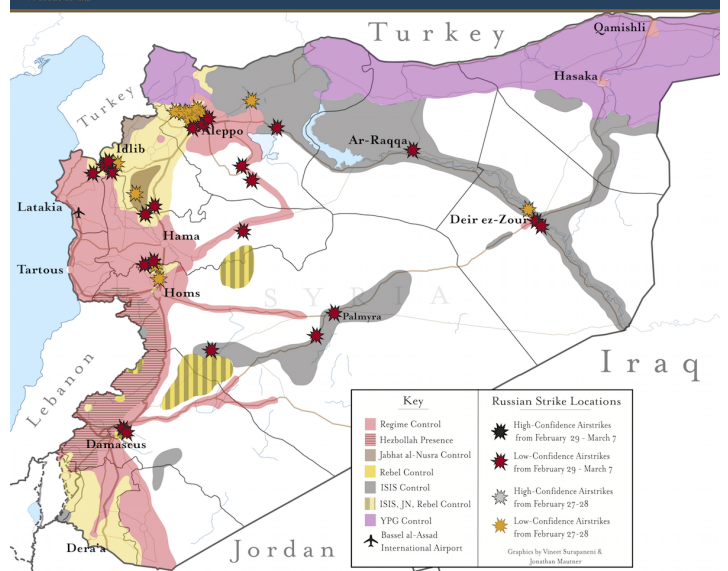 Turkey
Qamishli
Hasaka
Turkey
Aleppo
Idlib
Ar-Raqqa
Latakia
Deir ez-Zour
Hama
Tartous
Homs
SYRIA
Palmyra
Lebanon
Iraq
Damascus
Dera'a
Jordan
Key
Regime Control
Hezbollah Presence
Jabhat al-Nusra Control
Rebel Control
ISIS Control
ISIS, JN, Rebel Control
YPG Control
Bassel al-Assad
International Airport
Russian Strike Locations
High-Confidence Airstrikes
from February 29 - March 7
Low-Confidence Airstrikes
from February 29 - March 7
High-Confidence Airstrikes
from February 27-28
Low-Confidence Airstrikes
from February 27-28
Graphics by Vineet Surapaneni &
Jonathan Mautner